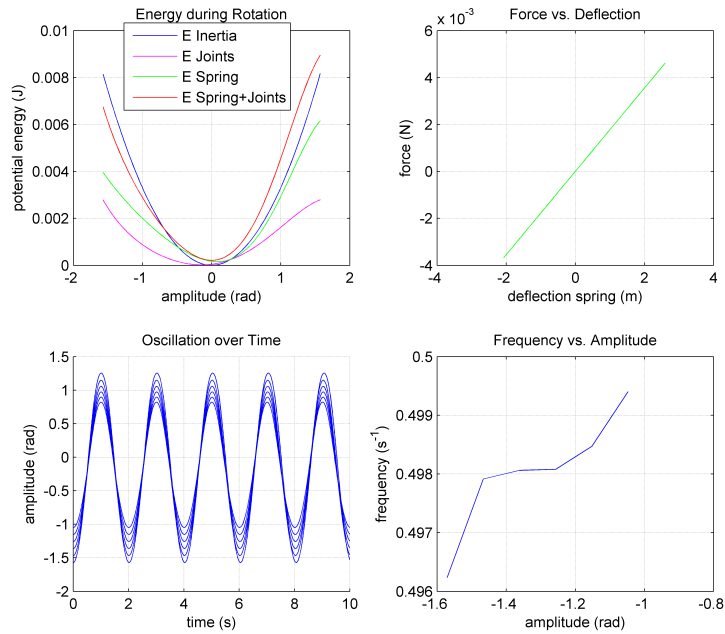 Energy during Rotation
0.01
0.008
0.006
0.004
0.002
0
-2
-1
0
1
2
potential energy (J)
amplitude (rad)
E Inertia
E Joints
E Spring
E Spring+Joints
Force vs. Deflection
x 10⁻³
6
4
2
0
-2
-4
-4
-2
0
2
4
force (N)
deflection spring (m)
Oscillation over Time
1.5
1
0.5
0
-0.5
-1
-1.5
-2
0
2
4
6
8
10
amplitude (rad)
time (s)
Frequency vs. Amplitude
0.5
0.499
0.498
0.497
0.496
-1.6
-1.4
-1.2
-1
-0.8
frequency (s⁻¹)
amplitude (rad)